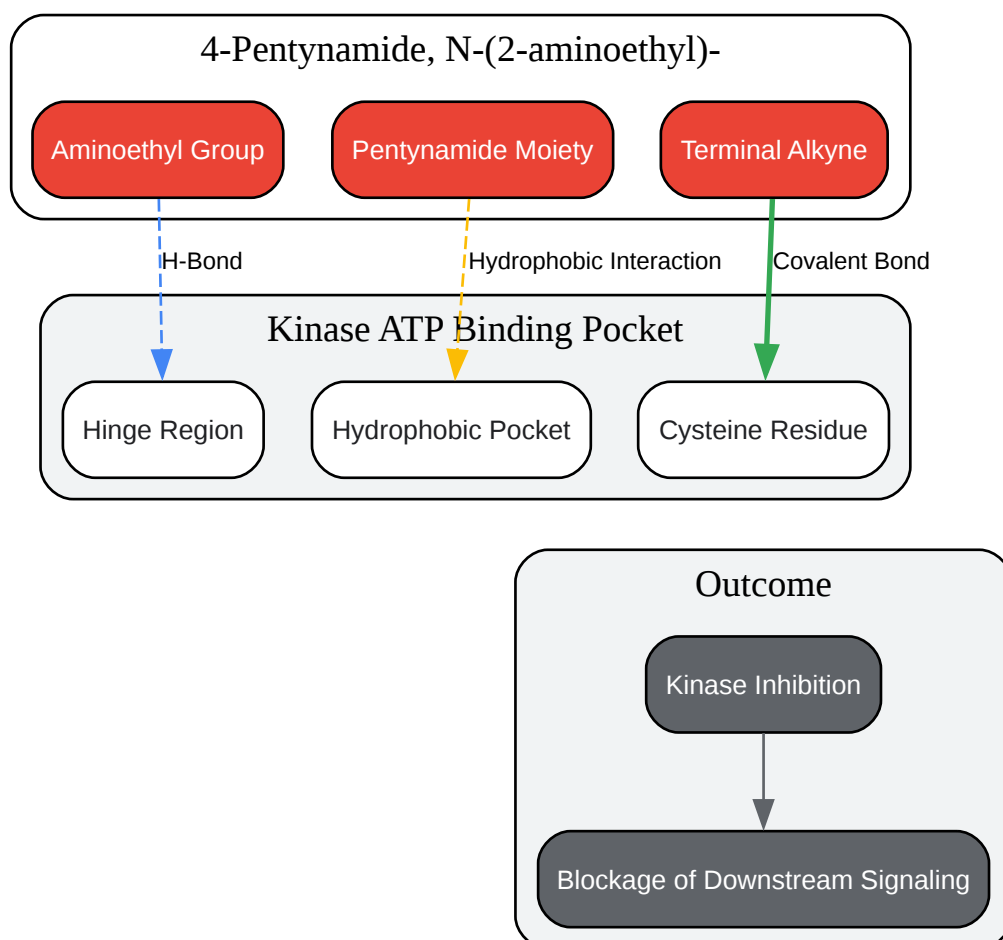 4-Pentynamide, N-(2-aminoethyl)-
Aminoethyl Group
Pentynamide Moiety
Terminal Alkyne
H-Bond
Hydrophobic Interaction
Covalent Bond
Kinase ATP Binding Pocket
Hinge Region
Hydrophobic Pocket
Cysteine Residue
Outcome
Kinase Inhibition
Blockage of Downstream Signaling